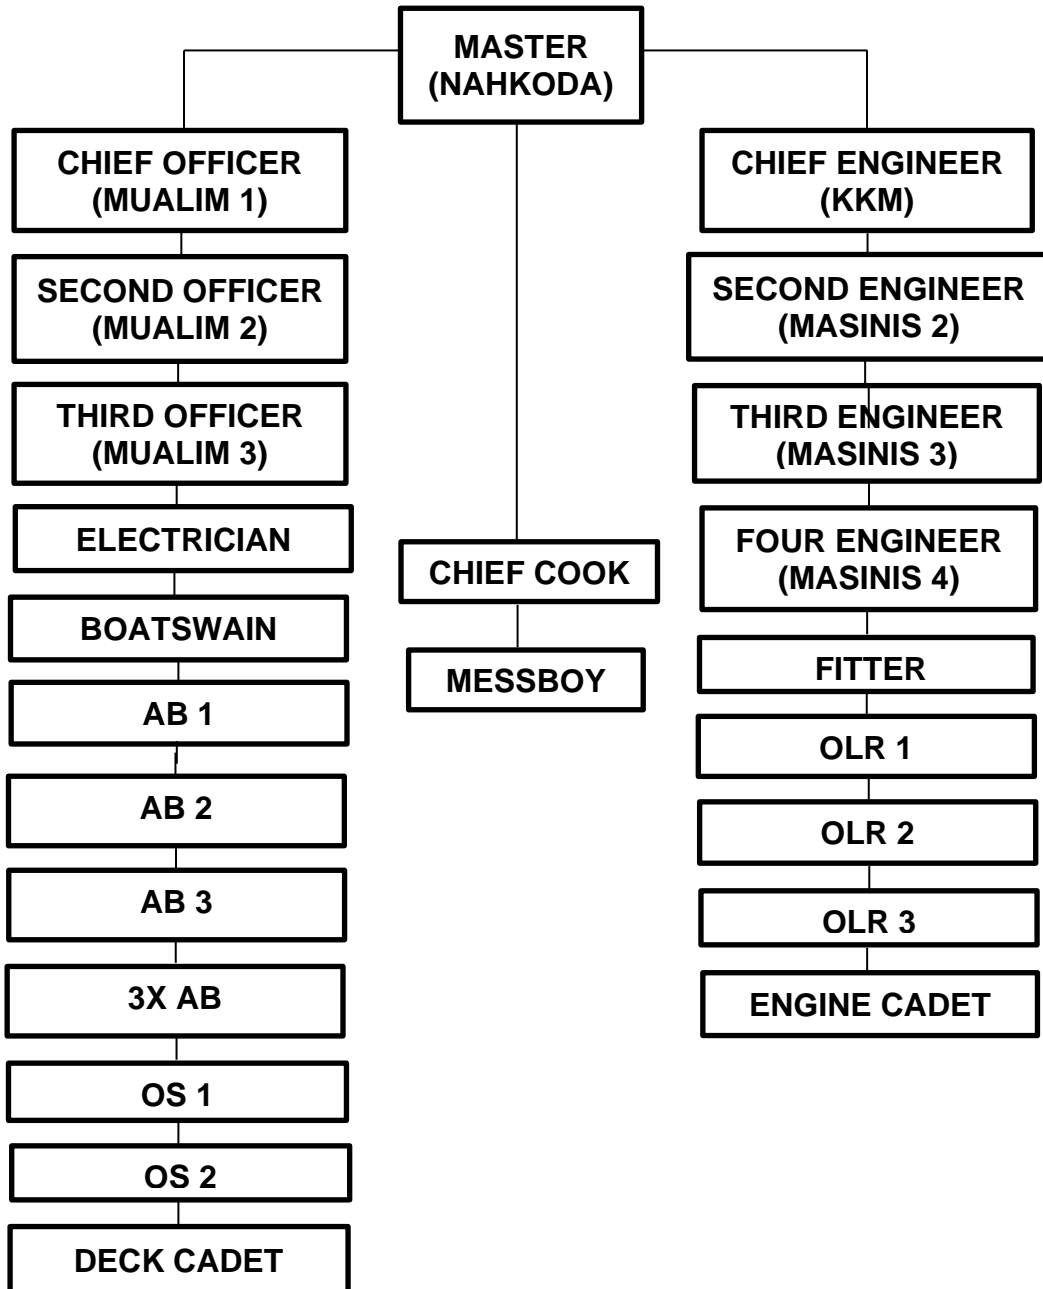 MASTER
(NAHKODA)
CHIEF OFFICER
(MUALIM 1)
SECOND OFFICER
(MUALIM 2)
THIRD OFFICER
(MUALIM 3)
ELECTRICIAN
BOATSWAIN
AB 1
AB 2
AB 3
3X AB
OS 1
OS 2
DECK CADET
CHIEF COOK
MESSBOY
CHIEF ENGINEER
(KKM)
SECOND ENGINEER
(MASINIS 2)
THIRD ENGINEER
(MASINIS 3)
FOUR ENGINEER
(MASINIS 4)
FITTER
OLR 1
OLR 2
OLR 3
ENGINE CADET